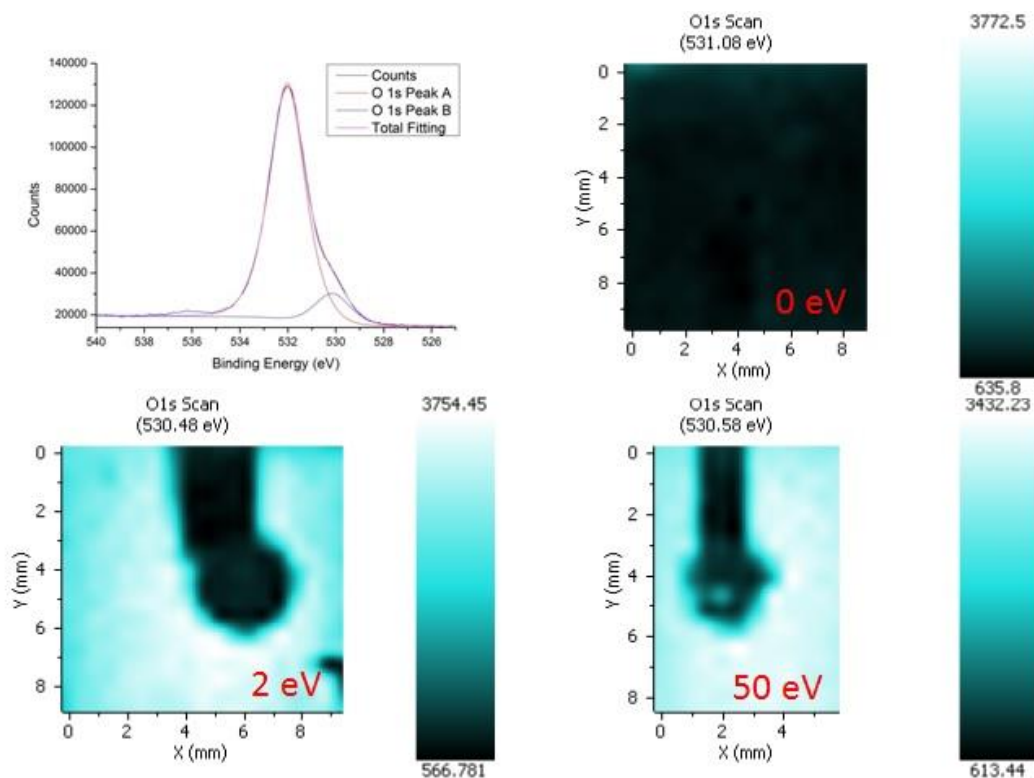 140000
120000
100000
80000
60000
40000
20000
Counts
540 538 536 534 532 530 528 526
Binding Energy (eV)
Counts
O 1s Peak A
O 1s Peak B
Total Fitting
O1s Scan
(531.08 eV)
0
2
4
6
8
Y (mm)
0 eV
0 2 4 6 8
X (mm)
3772.5
635.8
O1s Scan
(530.48 eV)
0
2
4
6
8
Y (mm)
2 eV
0 2 4 6 8
X (mm)
3754.45
566.781
O1s Scan
(530.58 eV)
0
2
4
6
8
Y (mm)
50 eV
0 2 4
X (mm)
3432.23
613.44